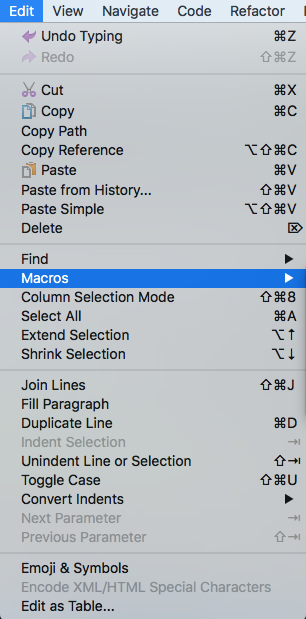 Edit View Navigate Code Refactor
Undo Typing ⌘Z
Redo ⇧⌘Z
Cut ⌘X
Copy ⌘C
Copy Path
Copy Reference ⌥⇧⌘C
Paste ⌘V
Paste from History... ⇧⌘V
Paste Simple ⌥⇧⌘V
Delete ⌦
Find ▶
Macros ▶
Column Selection Mode ⇧⌘8
Select All ⌘A
Extend Selection ⌥↑
Shrink Selection ⌥↓
Join Lines ⇧⌘J
Fill Paragraph
Duplicate Line ⌘D
Indent Selection ⇥
Unindent Line or Selection ⇧⇥
Toggle Case ⇧⌘U
Convert Indents ▶
Next Parameter ⇥
Previous Parameter ⇧⇥
Emoji & Symbols
Encode XML/HTML Special Characters
Edit as Table...